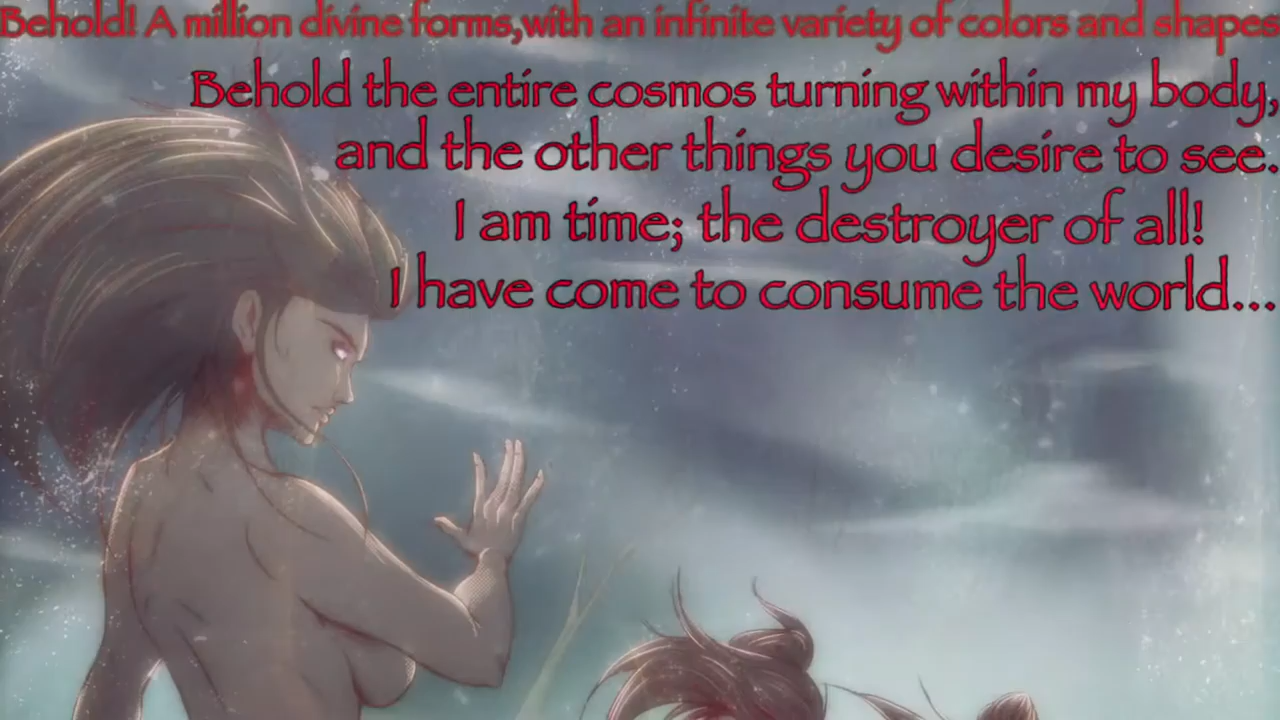 Behold! A million divine forms,with an infinite variety of colors and shapes
Behold the entire cosmos turning within my body,
and the other things you desire to see.
I am time; the destroyer of all!
I have come to consume the world...